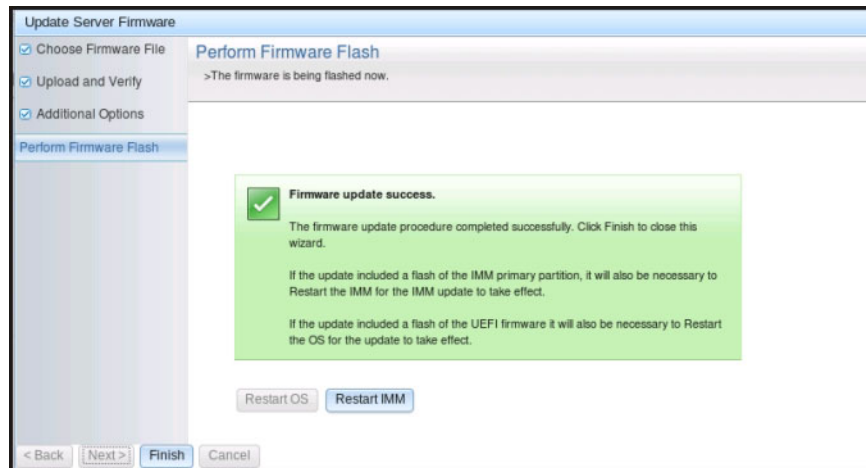 Update Server Firmware
Choose Firmware File
Upload and Verify
Additional Options
Perform Firmware Flash
Perform Firmware Flash
>The firmware is being flashed now.
Firmware update success.
The firmware update procedure completed successfully. Click Finish to close this
wizard.
If the update included a flash of the IMM primary partition, it will also be necessary to
Restart the IMM for the IMM update to take effect.
If the update included a flash of the UEFI firmware it will also be necessary to Restart
the OS for the update to take effect.
Restart OS Restart IMM
< Back Next > Finish Cancel